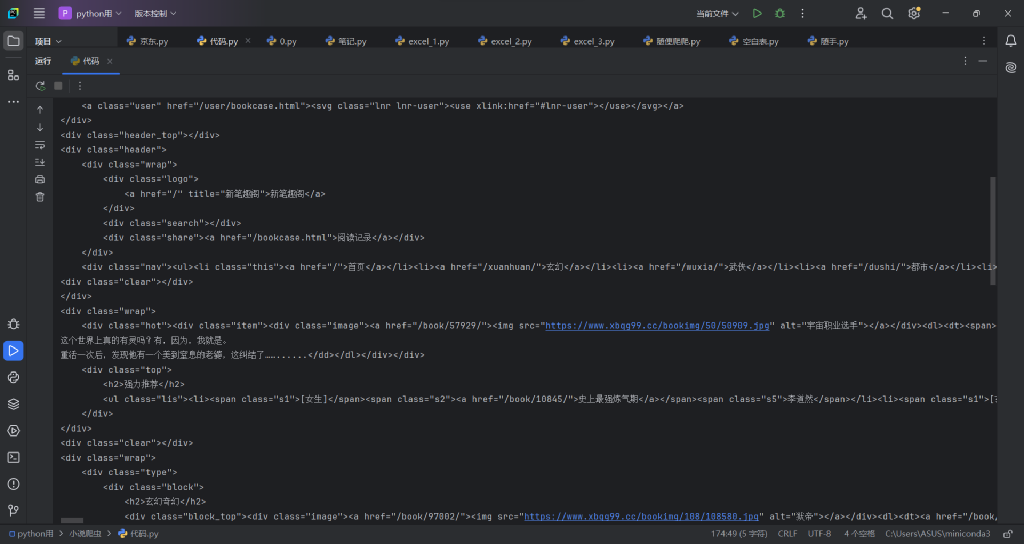 python用 版本控制 当前文件
项目 京东.py 代码.py 0.py 笔记.py excel_1.py excel_2.py excel_3.py 随便爬爬.py 空白表.py 随手.py
运行 代码
<a class="user" href="/user/bookcase.html"><svg class="lnr lnr-user"><use xlink:href="#lnr-user"></use></svg></a>
</div>
<div class="header_top"></div>
<div class="header">
<div class="wrap">
<div class="logo">
<a href="/" title="新笔趣阁">新笔趣阁</a>
</div>
<div class="search"></div>
<div class="share"><a href="/bookcase.html">阅读记录</a></div>
</div>
<div class="nav"><ul><li class="this"><a href="/">首页</a></li><li><a href="/xuanhuan/">玄幻</a></li><li><a href="/wuxia/">武侠</a></li><li><a href="/dushi/">都市</a></li><li>
<div class="clear"></div>
</div>
<div class="wrap">
<div class="hot"><div class="item"><div class="image"><a href="/book/57929/"><img src="https://www.xbqg99.cc/bookimg/50/50909.jpg" alt="宇宙职业选手"></a></div><dl><dt><span>
这个世界上真的有灵吗？有。因为，我就是。
重活一次后，发现他有一个美到窒息的老婆，这纠结了…….......</dd></dl></div></div>
<div class="top">
<h2>强力推荐</h2>
<ul class="lis"><li><span class="s1">[女生]</span><span class="s2"><a href="/book/10845/">史上最强炼气期</a></span><span class="s5">李道然</span></li><li><span class="s1">[玄
</div>
</div>
<div class="clear"></div>
<div class="wrap">
<div class="type">
<div class="block">
<h2>玄幻奇幻</h2>
<div class="block_top"><div class="image"><a href="/book/97002/"><img src="https://www.xbqg99.cc/bookimg/108/108580.jpg" alt="狱帝"></a></div><dl><dt><a href="/book/
python用 小说爬虫 代码.py 174:49 (5 字符) CRLF UTF-8 4 个空格 C:\Users\ASUS\miniconda3